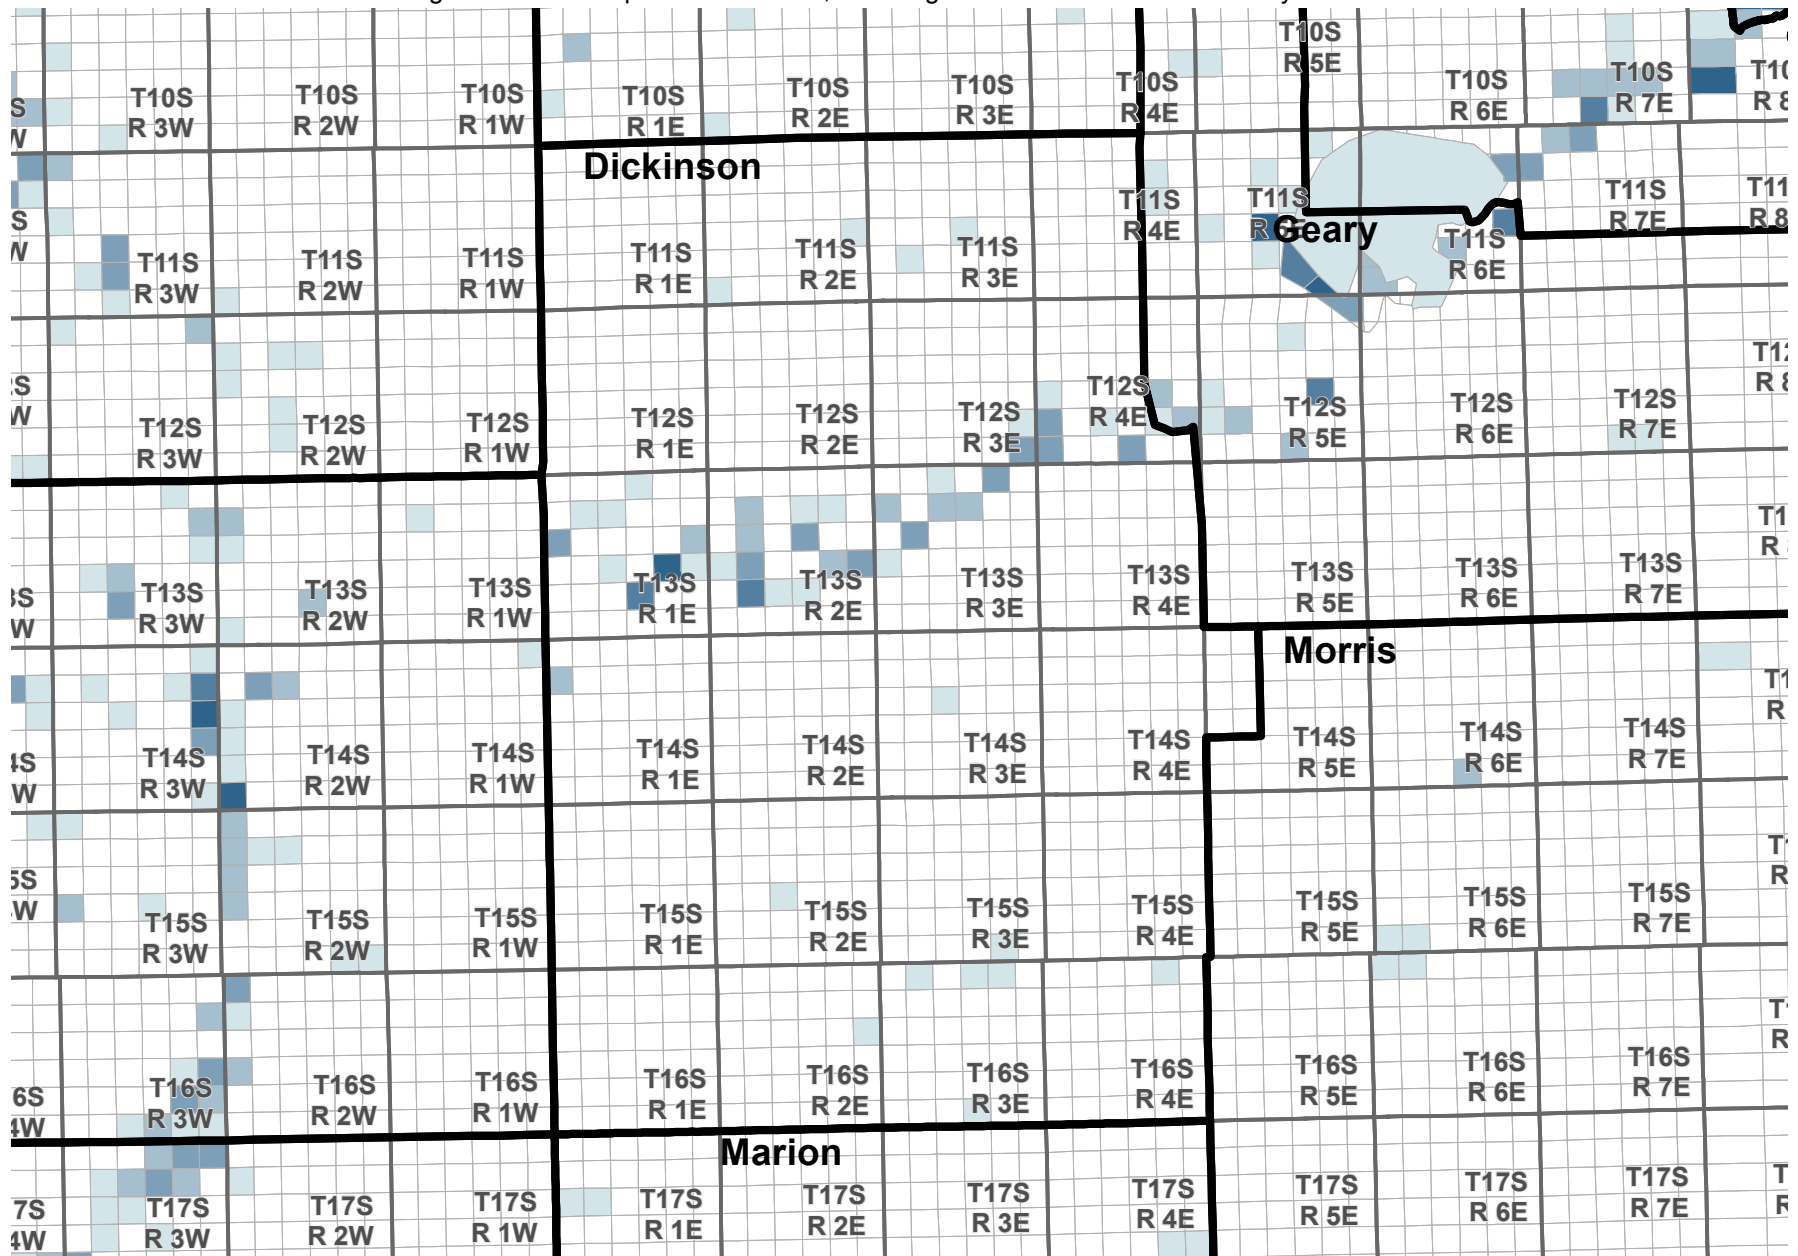 T10S
R 5E
T10S
R 3W
T10S
R 2W
T10S
R 1W
T10S
R 1E
T10S
R 2E
T10S
R 3E
T10S
R 4E
T10S
R 6E
T10S
R 7E
Dickinson
T11S
R 3W
T11S
R 2W
T11S
R 1W
T11S
R 1E
T11S
R 2E
T11S
R 3E
T11S
R 4E
T11S
Geary
T11S
R 6E
T11S
R 7E
T12S
R 3W
T12S
R 2W
T12S
R 1W
T12S
R 1E
T12S
R 2E
T12S
R 3E
T12S
R 4E
T12S
R 5E
T12S
R 6E
T12S
R 7E
T13S
R 3W
T13S
R 2W
T13S
R 1W
T13S
R 1E
T13S
R 2E
T13S
R 3E
T13S
R 4E
T13S
R 5E
T13S
R 6E
T13S
R 7E
Morris
T14S
R 3W
T14S
R 2W
T14S
R 1W
T14S
R 1E
T14S
R 2E
T14S
R 3E
T14S
R 4E
T14S
R 5E
T14S
R 6E
T14S
R 7E
T15S
R 3W
T15S
R 2W
T15S
R 1W
T15S
R 1E
T15S
R 2E
T15S
R 3E
T15S
R 4E
T15S
R 5E
T15S
R 6E
T15S
R 7E
T16S
R 3W
T16S
R 2W
T16S
R 1W
T16S
R 1E
T16S
R 2E
T16S
R 3E
T16S
R 4E
T16S
R 5E
T16S
R 6E
T16S
R 7E
Marion
T17S
R 3W
T17S
R 2W
T17S
R 1W
T17S
R 1E
T17S
R 2E
T17S
R 3E
T17S
R 4E
T17S
R 5E
T17S
R 6E
T17S
R 7E